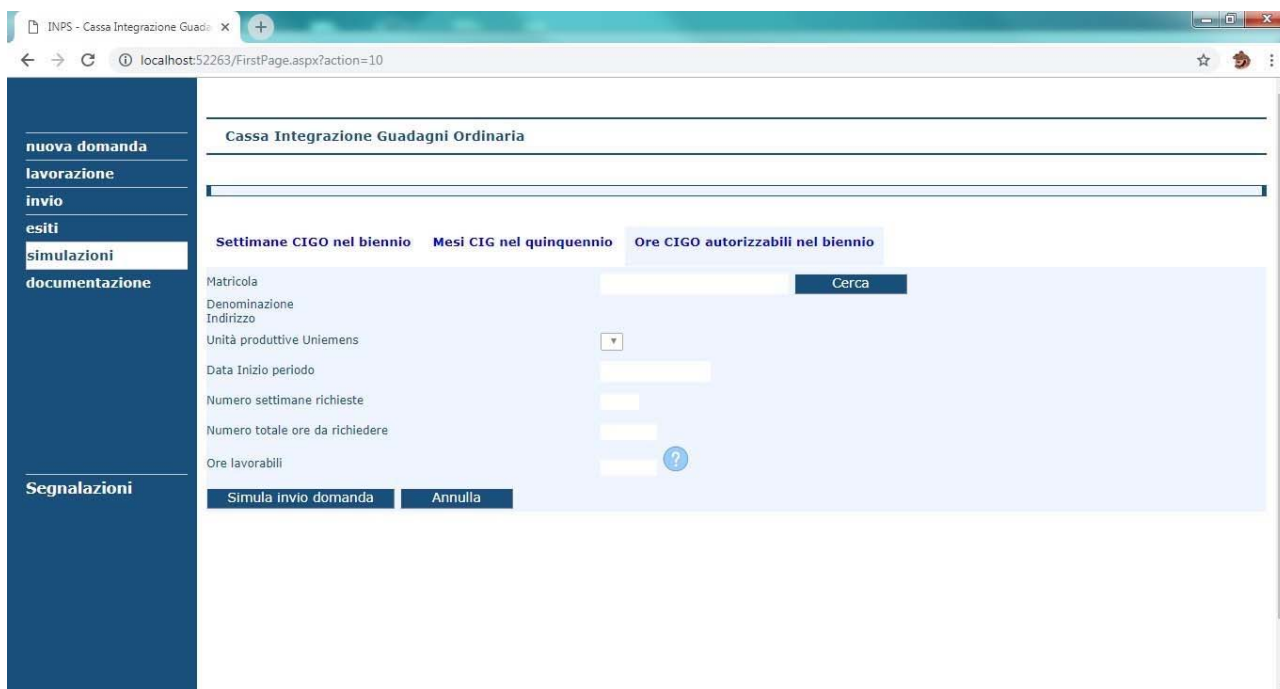 INPS - Cassa Integrazione Guada
localhost:52263/FirstPage.aspx?action=10
nuova domanda
lavorazione
invio
esiti
simulazioni
documentazione
Segnalazioni
Cassa Integrazione Guadagni Ordinaria
Settimane CIGO nel biennio Mesi CIG nel quinquennio Ore CIGO autorizzabili nel biennio
Matricola Cerca
Denominazione
Indirizzo
Unità produttive Uniemens
Data Inizio periodo
Numero settimane richieste
Numero totale ore da richiedere
Ore lavorabili ?
Simula invio domanda Annulla